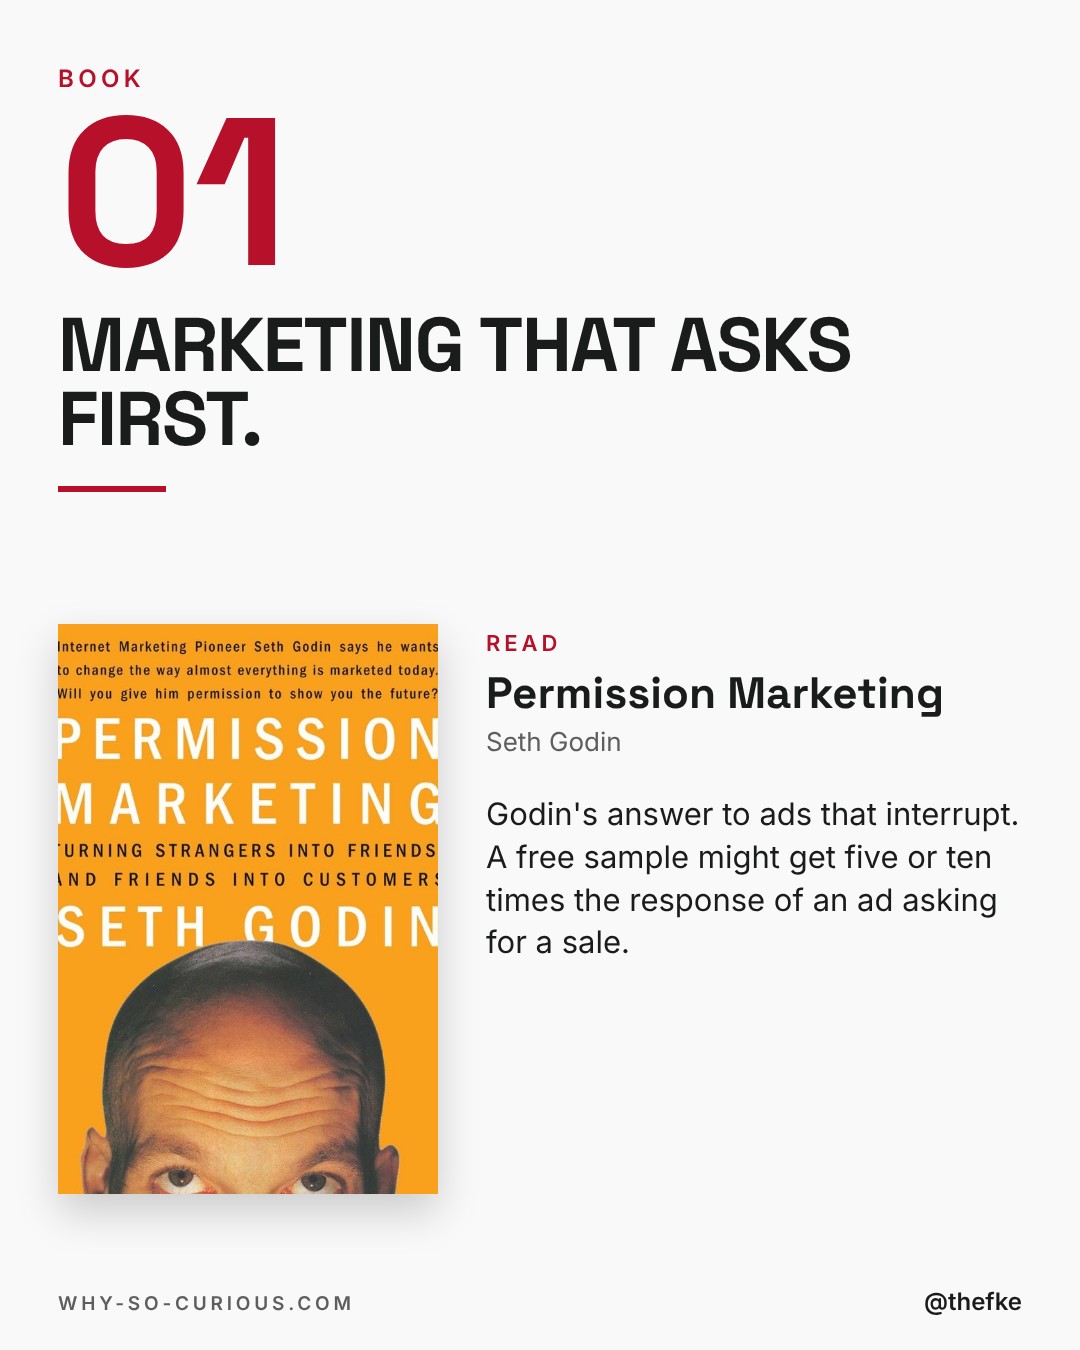 BOOK
01
MARKETING THAT ASKS
FIRST.
Internet Marketing Pioneer Seth Godin says he wants
to change the way almost everything is marketed today.
Will you give him permission to show you the future?
PERMISSION
MARKETING
TURNING STRANGERS INTO FRIENDS
AND FRIENDS INTO CUSTOMERS
SETH GODIN
READ
Permission Marketing
Seth Godin
Godin's answer to ads that interrupt.
A free sample might get five or ten
times the response of an ad asking
for a sale.
WHY-SO-CURIOUS.COM
@thefke